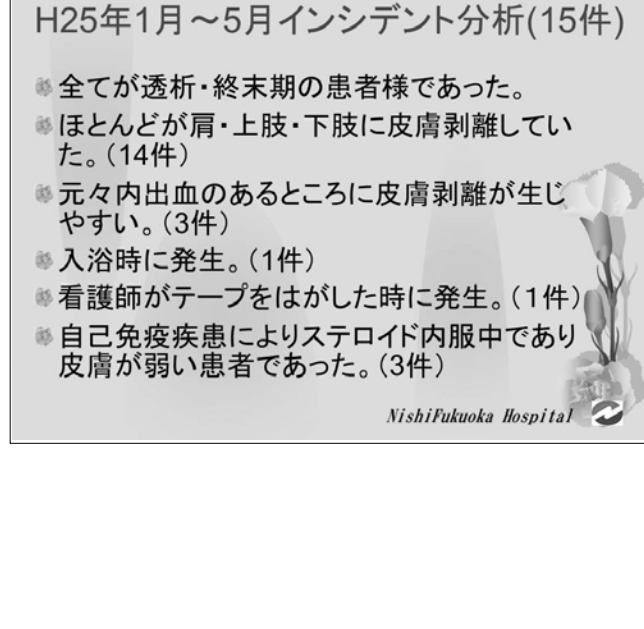 H25年1月～5月インシデント分析(15件)
全てが透析・終末期の患者様であった。
ほとんどが肩・上肢・下肢に皮膚剥離してい
た。（14件）
元々内出血のあるところに皮膚剥離が生じ
やすい。（3件）
入浴時に発生。（1件）
看護師がテープをはがした時に発生。（１件）
自己免疫疾患によりステロイド内服中であり
皮膚が弱い患者であった。（3件）
NishiFukuoka Hospital